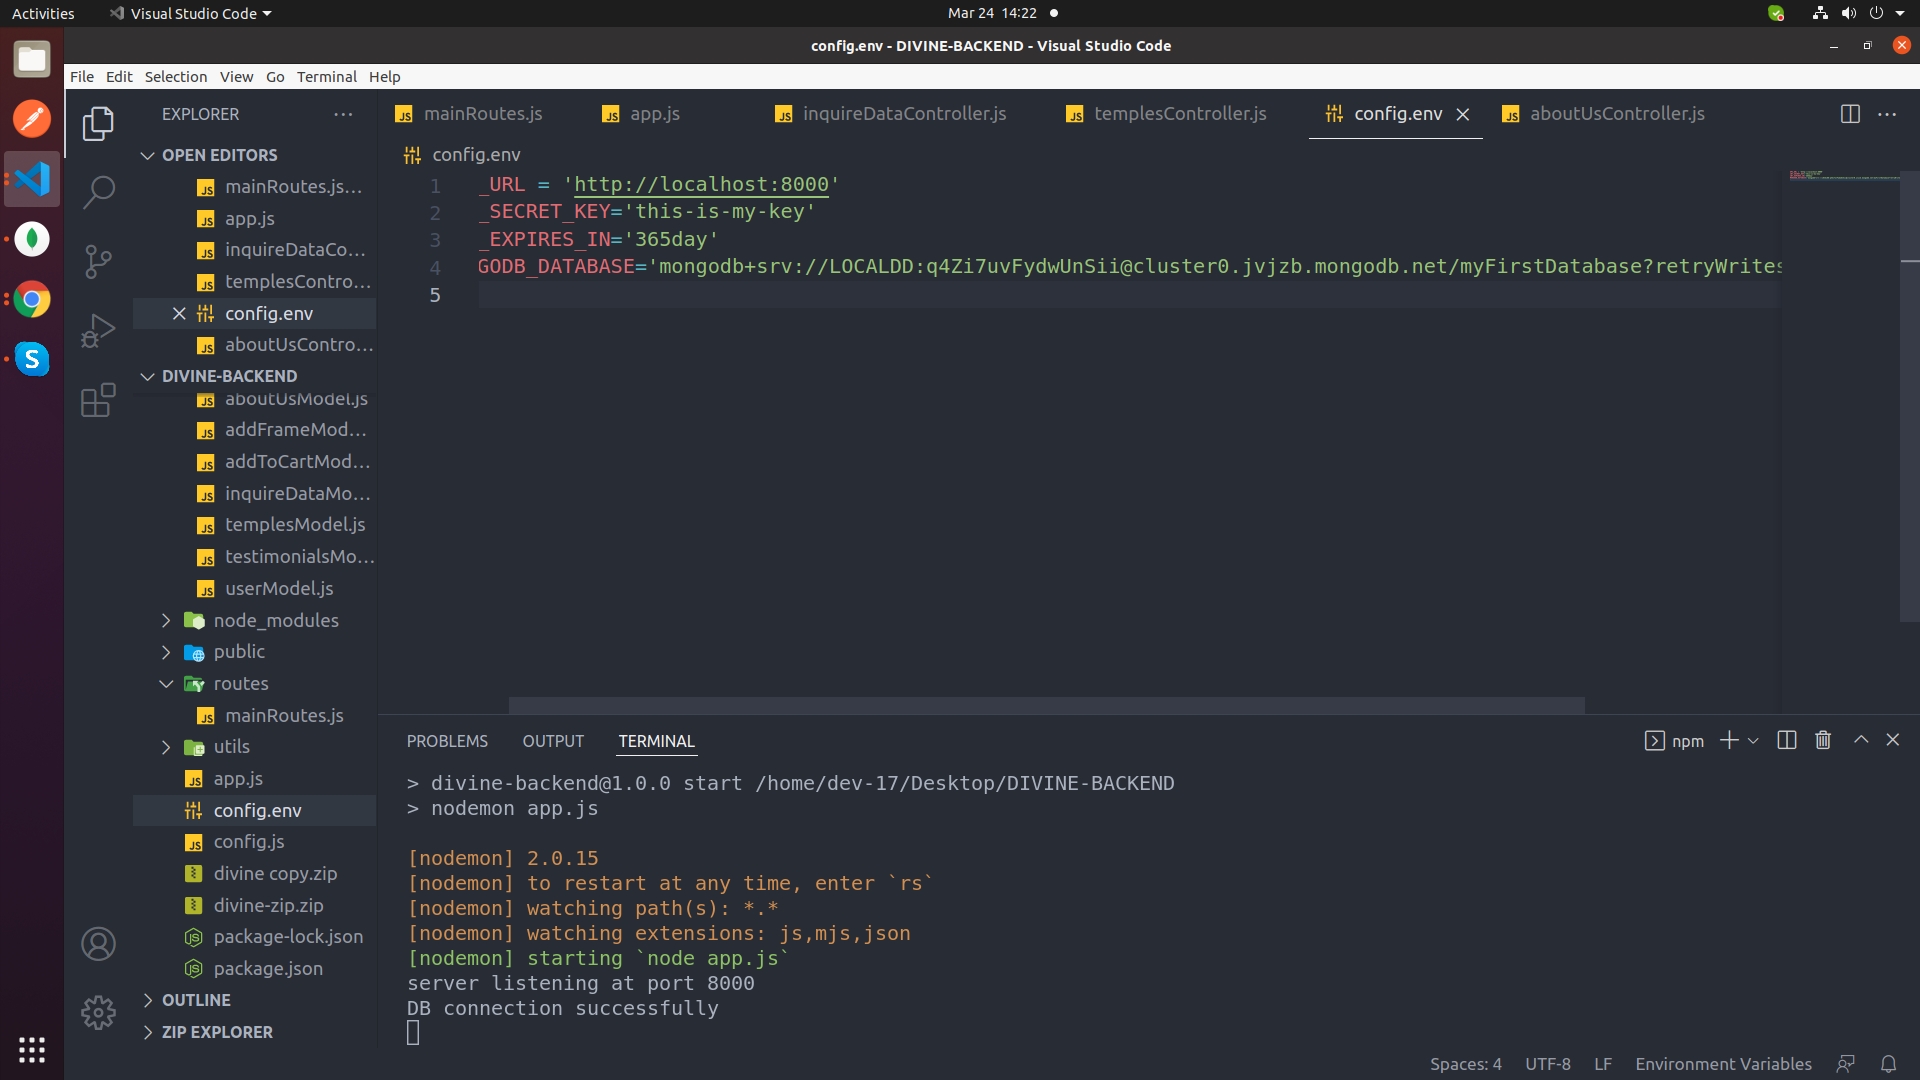 Activities
Visual Studio Code
Mar 24 14:22
config.env - DIVINE-BACKEND - Visual Studio Code
File Edit Selection View Go Terminal Help
EXPLORER
OPEN EDITORS
mainRoutes.js...
app.js
inquireDataCo...
templesContro...
config.env
aboutUsContro...
DIVINE-BACKEND
aboutUsModel.js
addFrameMod...
addToCartMod...
inquireDataMo...
templesModel.js
testimonialsMo...
userModel.js
node_modules
public
routes
mainRoutes.js
utils
app.js
config.env
config.js
divine copy.zip
divine-zip.zip
package-lock.json
package.json
OUTLINE
ZIP EXPLORER
mainRoutes.js app.js inquireDataController.js templesController.js config.env aboutUsController.js
config.env
1 _URL = 'http://localhost:8000'
2 _SECRET_KEY='this-is-my-key'
3 _EXPIRES_IN='365day'
4 GODB_DATABASE='mongodb+srv://LOCALDD:q4Zi7uvFydwUnSii@cluster0.jvjzb.mongodb.net/myFirstDatabase?retryWrites
5
PROBLEMS OUTPUT TERMINAL
npm
> divine-backend@1.0.0 start /home/dev-17/Desktop/DIVINE-BACKEND
> nodemon app.js
[nodemon] 2.0.15
[nodemon] to restart at any time, enter `rs`
[nodemon] watching path(s): *.*
[nodemon] watching extensions: js,mjs,json
[nodemon] starting `node app.js`
server listening at port 8000
DB connection successfully
Spaces: 4 UTF-8 LF Environment Variables